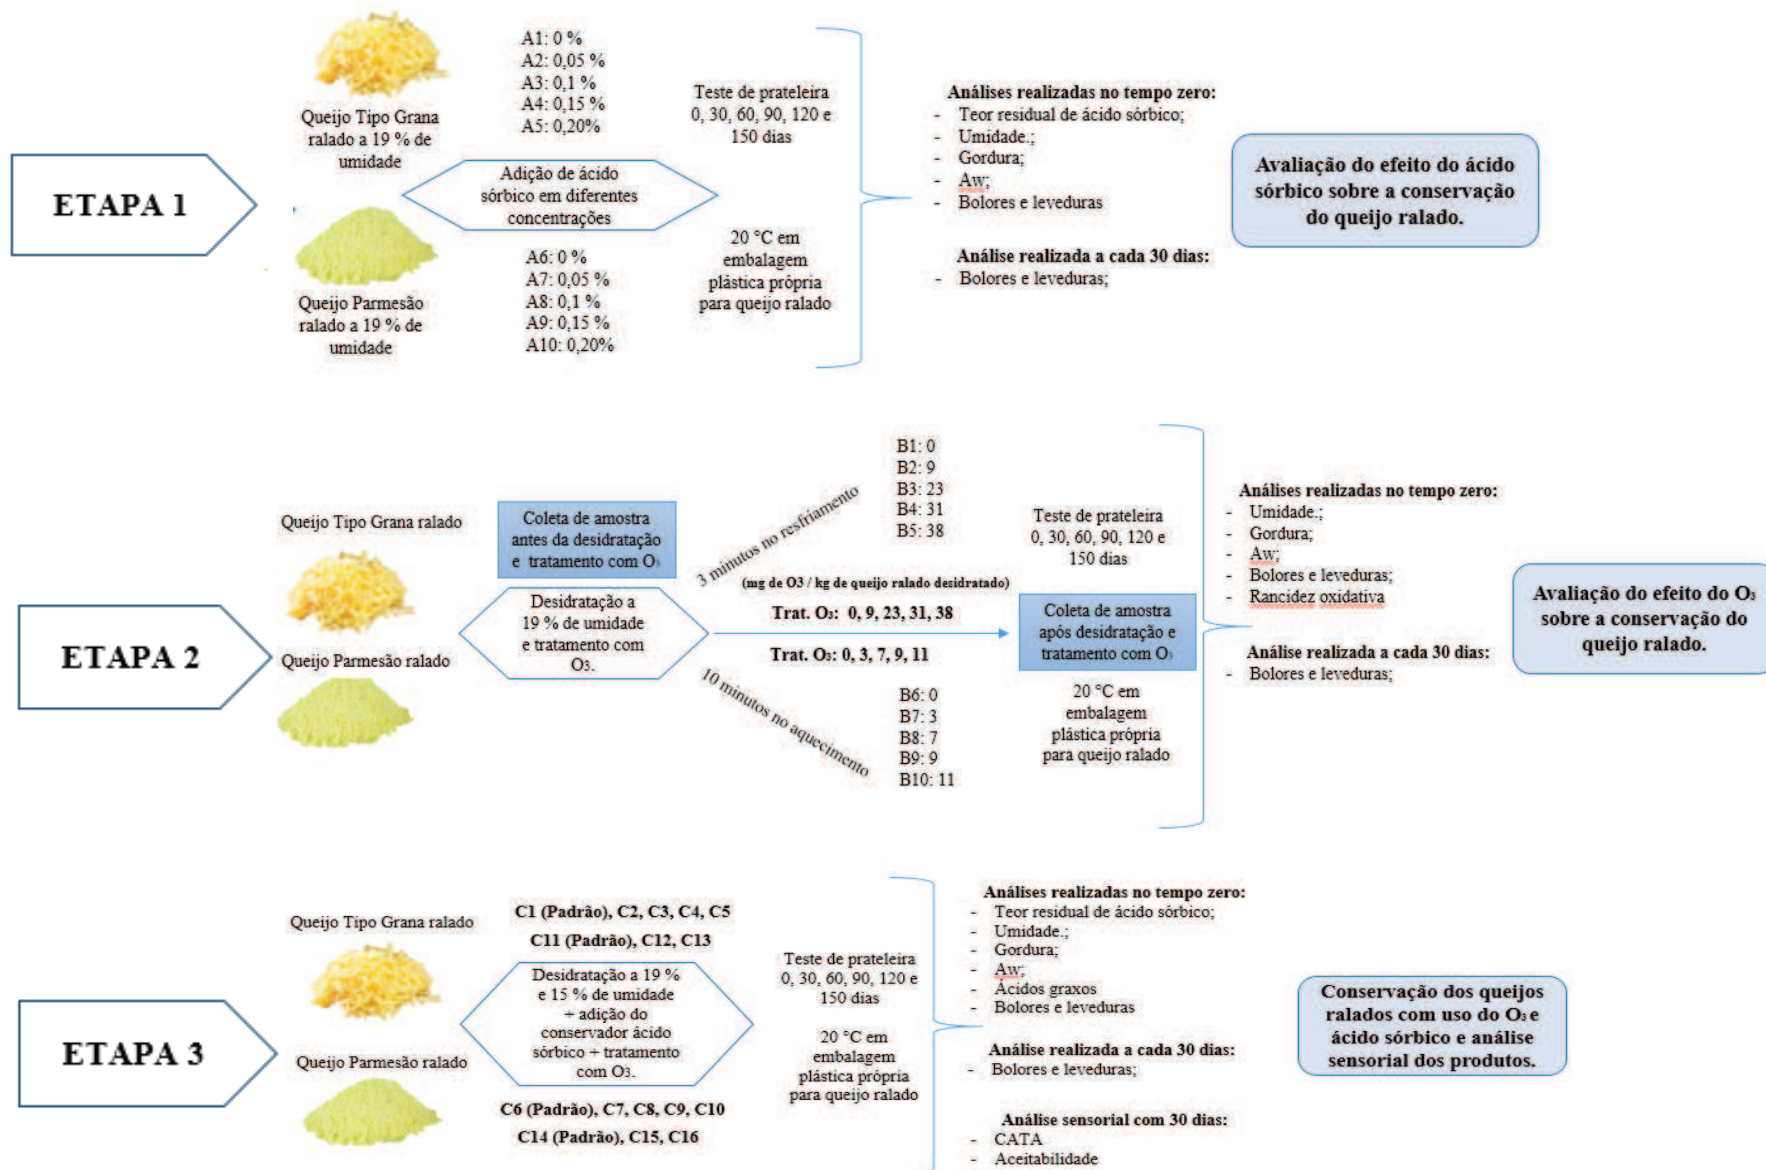 ETAPA 1
Queijo Tipo Grana
ralado a 19 % de
umidade
Queijo Parmesão
ralado a 19 % de
umidade
A1: 0 %
A2: 0,05 %
A3: 0,1 %
A4: 0,15 %
A5: 0,20%
Adição de ácido
sórbico em diferentes
concentrações
A6: 0 %
A7: 0,05 %
A8: 0,1 %
A9: 0,15 %
A10: 0,20%
Teste de prateleira
0, 30, 60, 90, 120 e
150 dias
20 °C em
embalagem
plástica própria
para queijo ralado
Análises realizadas no tempo zero:
- Teor residual de ácido sórbico;
- Umidade.;
- Gordura;
- Aw;
- Bolores e leveduras
Análise realizada a cada 30 dias:
- Bolores e leveduras;
Avaliação do efeito do ácido
sórbico sobre a conservação
do queijo ralado.
ETAPA 2
Queijo Tipo Grana ralado
Queijo Parmesão ralado
Coleta de amostra
antes da desidratação
e tratamento com O₃
Desidratação a
19 % de umidade
e tratamento com
O₃.
3 minutos no resfriamento
B1: 0
B2: 9
B3: 23
B4: 31
B5: 38
(mg de O3 / kg de queijo ralado desidratado)
Trat. O₃: 0, 9, 23, 31, 38
Trat. O₃: 0, 3, 7, 9, 11
10 minutos no aquecimento
B6: 0
B7: 3
B8: 7
B9: 9
B10: 11
Teste de prateleira
0, 30, 60, 90, 120 e
150 dias
Coleta de amostra
após desidratação e
tratamento com O₃
20 °C em
embalagem
plástica própria
para queijo ralado
Análises realizadas no tempo zero:
- Umidade.;
- Gordura;
- Aw;
- Bolores e leveduras;
- Rancidez oxidativa
Análise realizada a cada 30 dias:
- Bolores e leveduras;
Avaliação do efeito do O₃
sobre a conservação do
queijo ralado.
ETAPA 3
Queijo Tipo Grana ralado
Queijo Parmesão ralado
C1 (Padrão), C2, C3, C4, C5
C11 (Padrão), C12, C13
Desidratação a 19 %
e 15 % de umidade
+ adição do
conservador ácido
sórbico + tratamento
com O₃.
C6 (Padrão), C7, C8, C9, C10
C14 (Padrão), C15, C16
Teste de prateleira
0, 30, 60, 90, 120 e
150 dias
20 °C em
embalagem
plástica própria
para queijo ralado
Análises realizadas no tempo zero:
- Teor residual de ácido sórbico;
- Umidade.;
- Gordura;
- Aw;
- Ácidos graxos
- Bolores e leveduras
Análise realizada a cada 30 dias:
- Bolores e leveduras;
Análise sensorial com 30 dias:
- CATA
- Aceitabilidade
Conservação dos queijos
ralados com uso do O₃ e
ácido sórbico e análise
sensorial dos produtos.